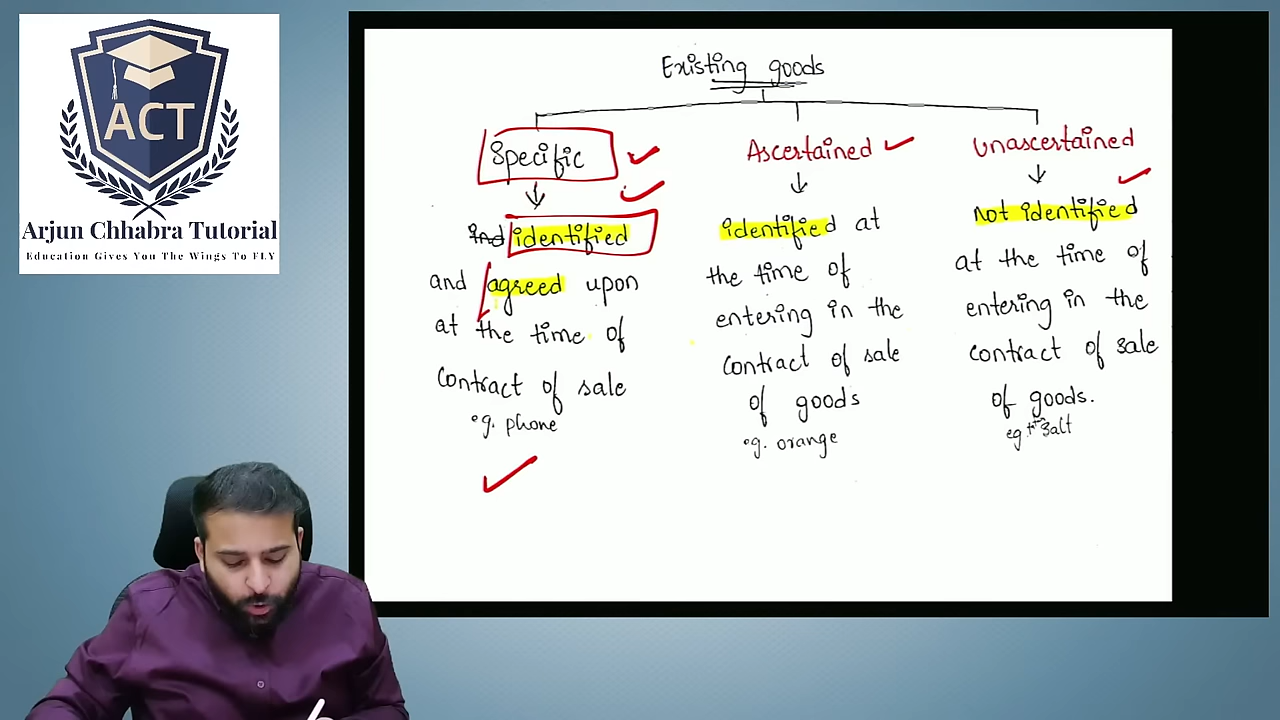 ACT
Arjun Chhabra Tutorial
Education Gives You The Wings To FLY
Existing goods
Specific
identified
and agreed upon
at the time of
contract of sale
eg. phone
Ascertained
identified at
the time of
entering in the
contract of sale
of goods
eg. orange
Unascertained
Not identified
at the time of
entering in the
contract of sale
of goods.
eg. salt